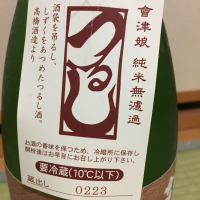 會津娘 純米無濾過
つるし
酒袋を吊るし、
しずくをあつめたつるし酒。
高橋酒造より
お酒の香味を保つため、冷暗所に保存し
開栓後はお早目にお召し上がり下さい。
要冷蔵(10℃以下)
蔵出し 0223